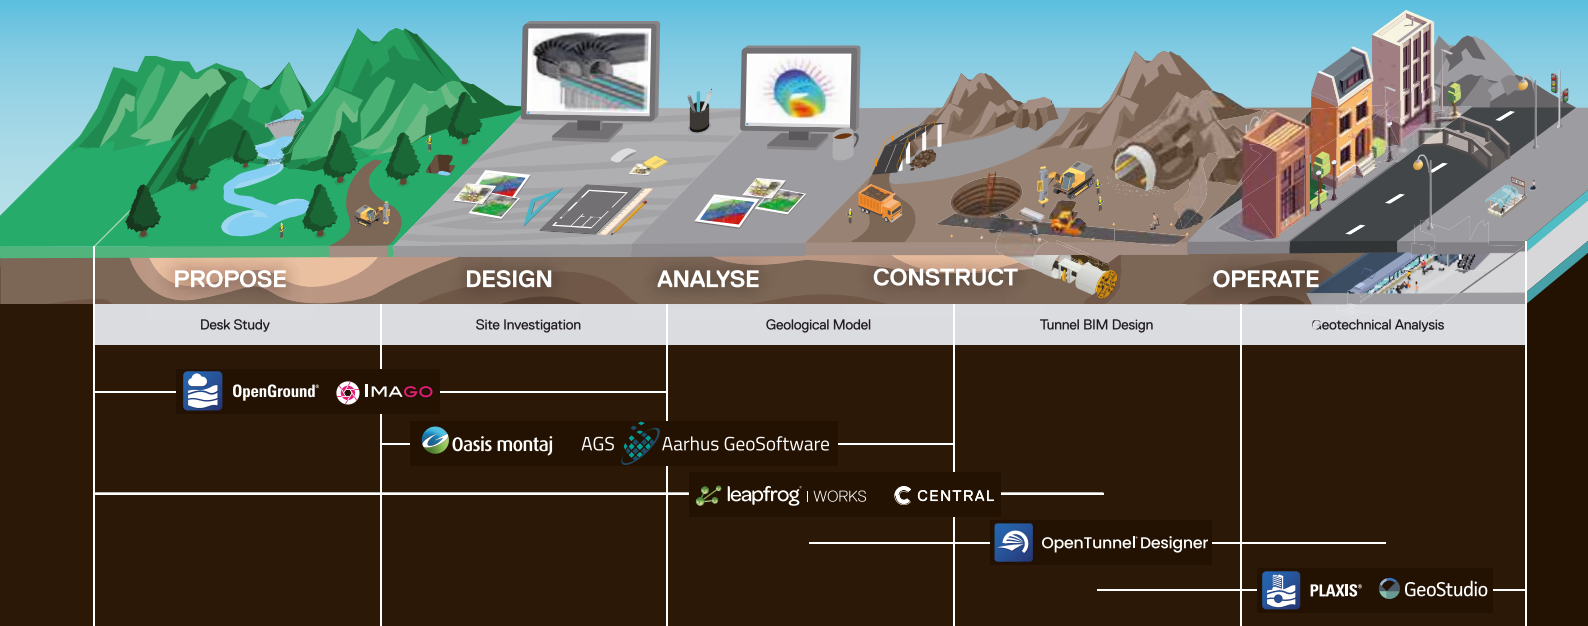 PROPOSE
DESIGN
ANALYSE
CONSTRUCT
OPERATE
Desk Study
Site Investigation
Geological Model
Tunnel BIM Design
Geotechnical Analysis
OpenGround®
IMAGO
Oasis montaj
AGS Aarhus GeoSoftware
leapfrog® | WORKS
CENTRAL
OpenTunnel Designer
PLAXIS®
GeoStudio